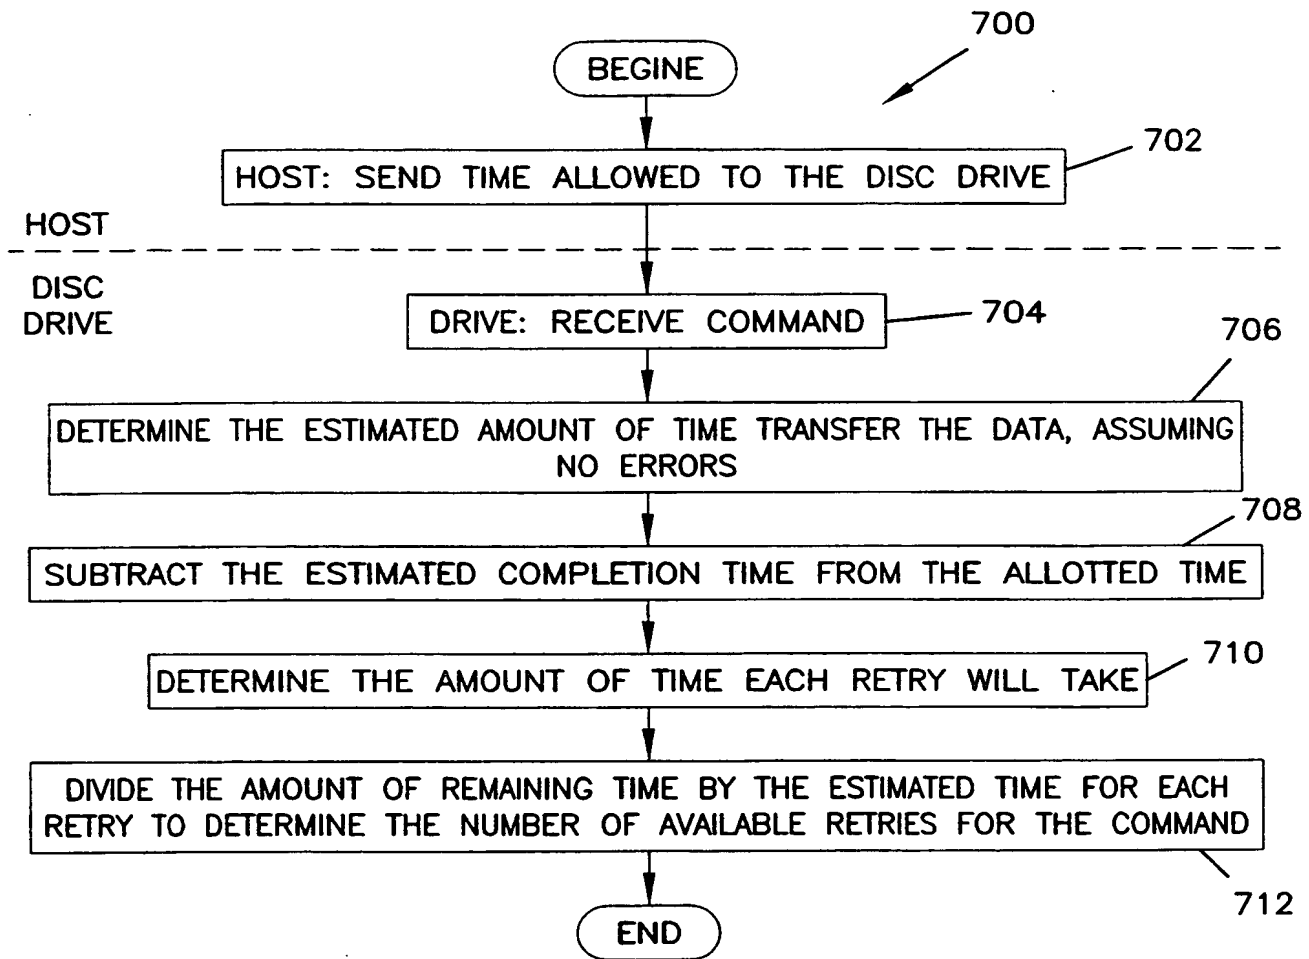 700
BEGINE
702
HOST: SEND TIME ALLOWED TO THE DISC DRIVE
HOST
DISC
DRIVE
DRIVE: RECEIVE COMMAND
704
706
DETERMINE THE ESTIMATED AMOUNT OF TIME TRANSFER THE DATA, ASSUMING
NO ERRORS
708
SUBTRACT THE ESTIMATED COMPLETION TIME FROM THE ALLOTTED TIME
710
DETERMINE THE AMOUNT OF TIME EACH RETRY WILL TAKE
DIVIDE THE AMOUNT OF REMAINING TIME BY THE ESTIMATED TIME FOR EACH
RETRY TO DETERMINE THE NUMBER OF AVAILABLE RETRIES FOR THE COMMAND
712
END